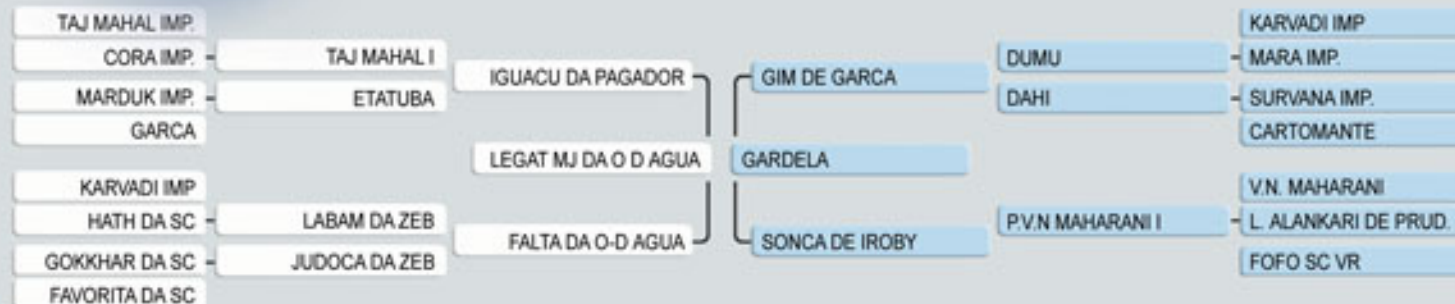 TAJ MAHAL IMP.
CORA IMP.
MARDUK IMP.
GARCA
KARVADI IMP
HATH DA SC
GOKKHAR DA SC
FAVORITA DA SC
TAJ MAHAL I
ETATUBA
LABAM DA ZEB
JUDOCA DA ZEB
IGUACU DA PAGADOR
LEGAT MJ DA O D AGUA
FALTA DA O-D AGUA
GIM DE GARCA
GARDELA
SONCA DE IROBY
DUMU
DAHI
P.V.N MAHARANI I
KARVADI IMP
MARA IMP.
SURVANA IMP.
CARTOMANTE
V.N. MAHARANI
L. ALANKARI DE PRUD.
FOFO SC VR